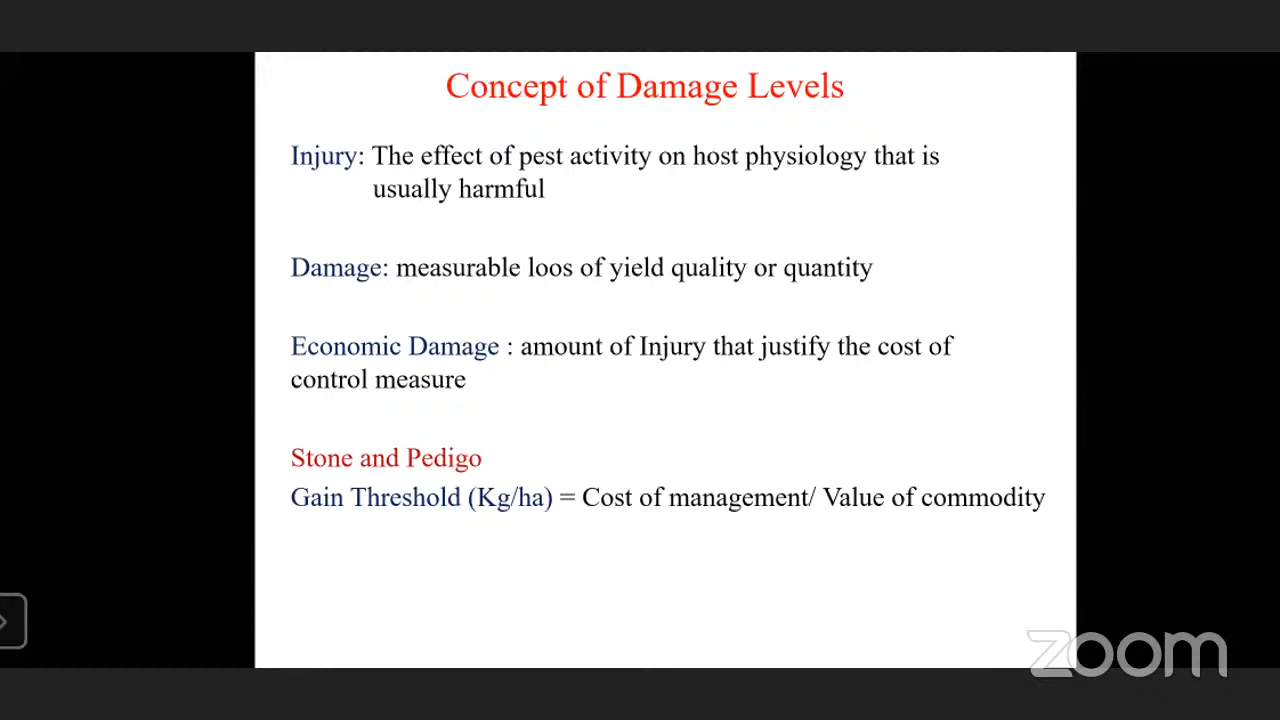 Concept of Damage Levels
Injury: The effect of pest activity on host physiology that is
usually harmful
Damage: measurable loos of yield quality or quantity
Economic Damage : amount of Injury that justify the cost of
control measure
Stone and Pedigo
Gain Threshold (Kg/ha) = Cost of management/ Value of commodity
zoom